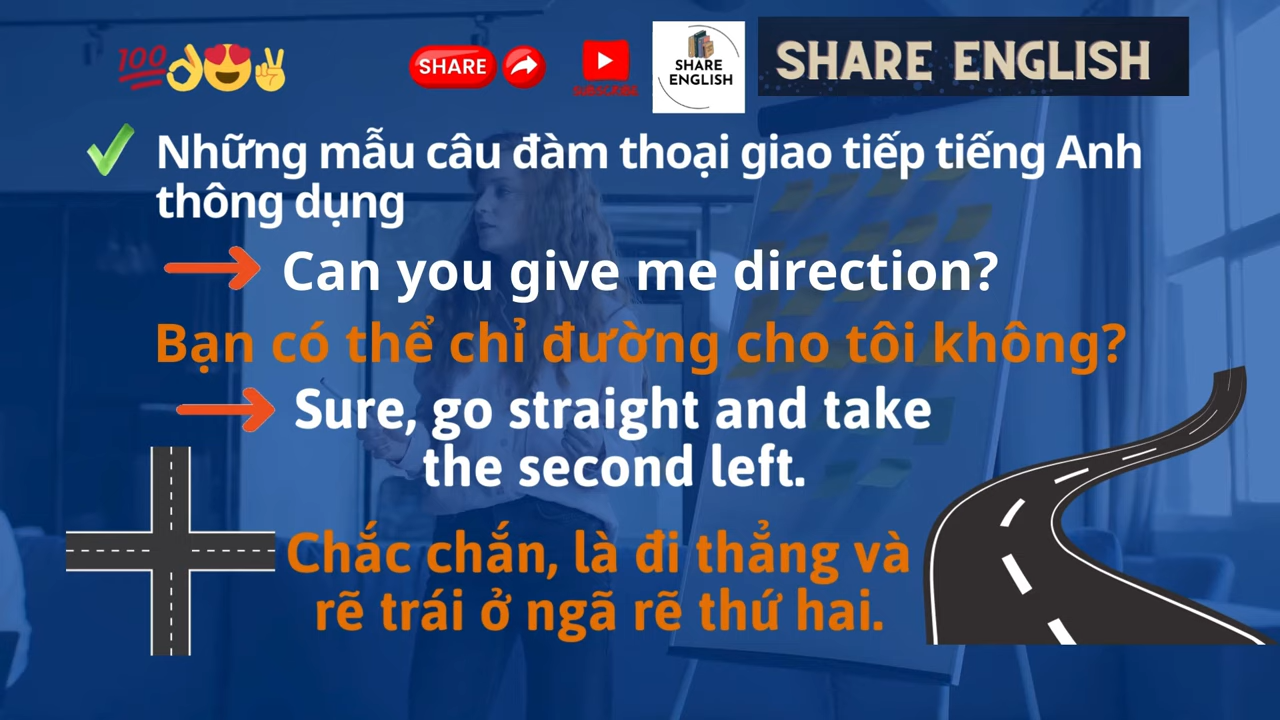 100
SHARE
SUBSCRIBE
SHARE
ENGLISH
SHARE ENGLISH
Những mẫu câu đàm thoại giao tiếp tiếng Anh
thông dụng
Can you give me direction?
Bạn có thể chỉ đường cho tôi không?
Sure, go straight and take
the second left.
Chắc chắn, là đi thẳng và
rẽ trái ở ngã rẽ thứ hai.